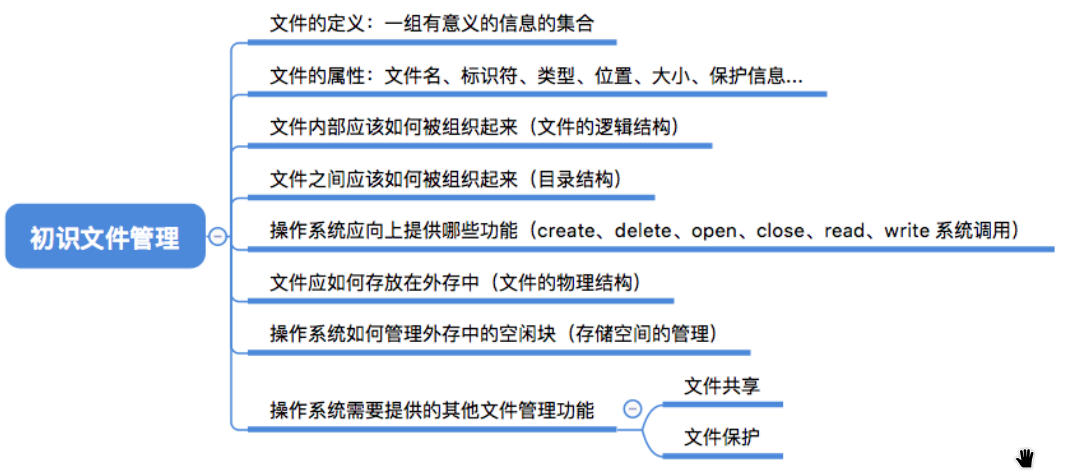 初识文件管理
文件的定义：一组有意义的信息的集合
文件的属性：文件名、标识符、类型、位置、大小、保护信息...
文件内部应该如何被组织起来（文件的逻辑结构）
文件之间应该如何被组织起来（目录结构）
操作系统应向上提供哪些功能（create、delete、open、close、read、write 系统调用）
文件应如何存放在外存中（文件的物理结构）
操作系统如何管理外存中的空闲块（存储空间的管理）
操作系统需要提供的其他文件管理功能
文件共享
文件保护